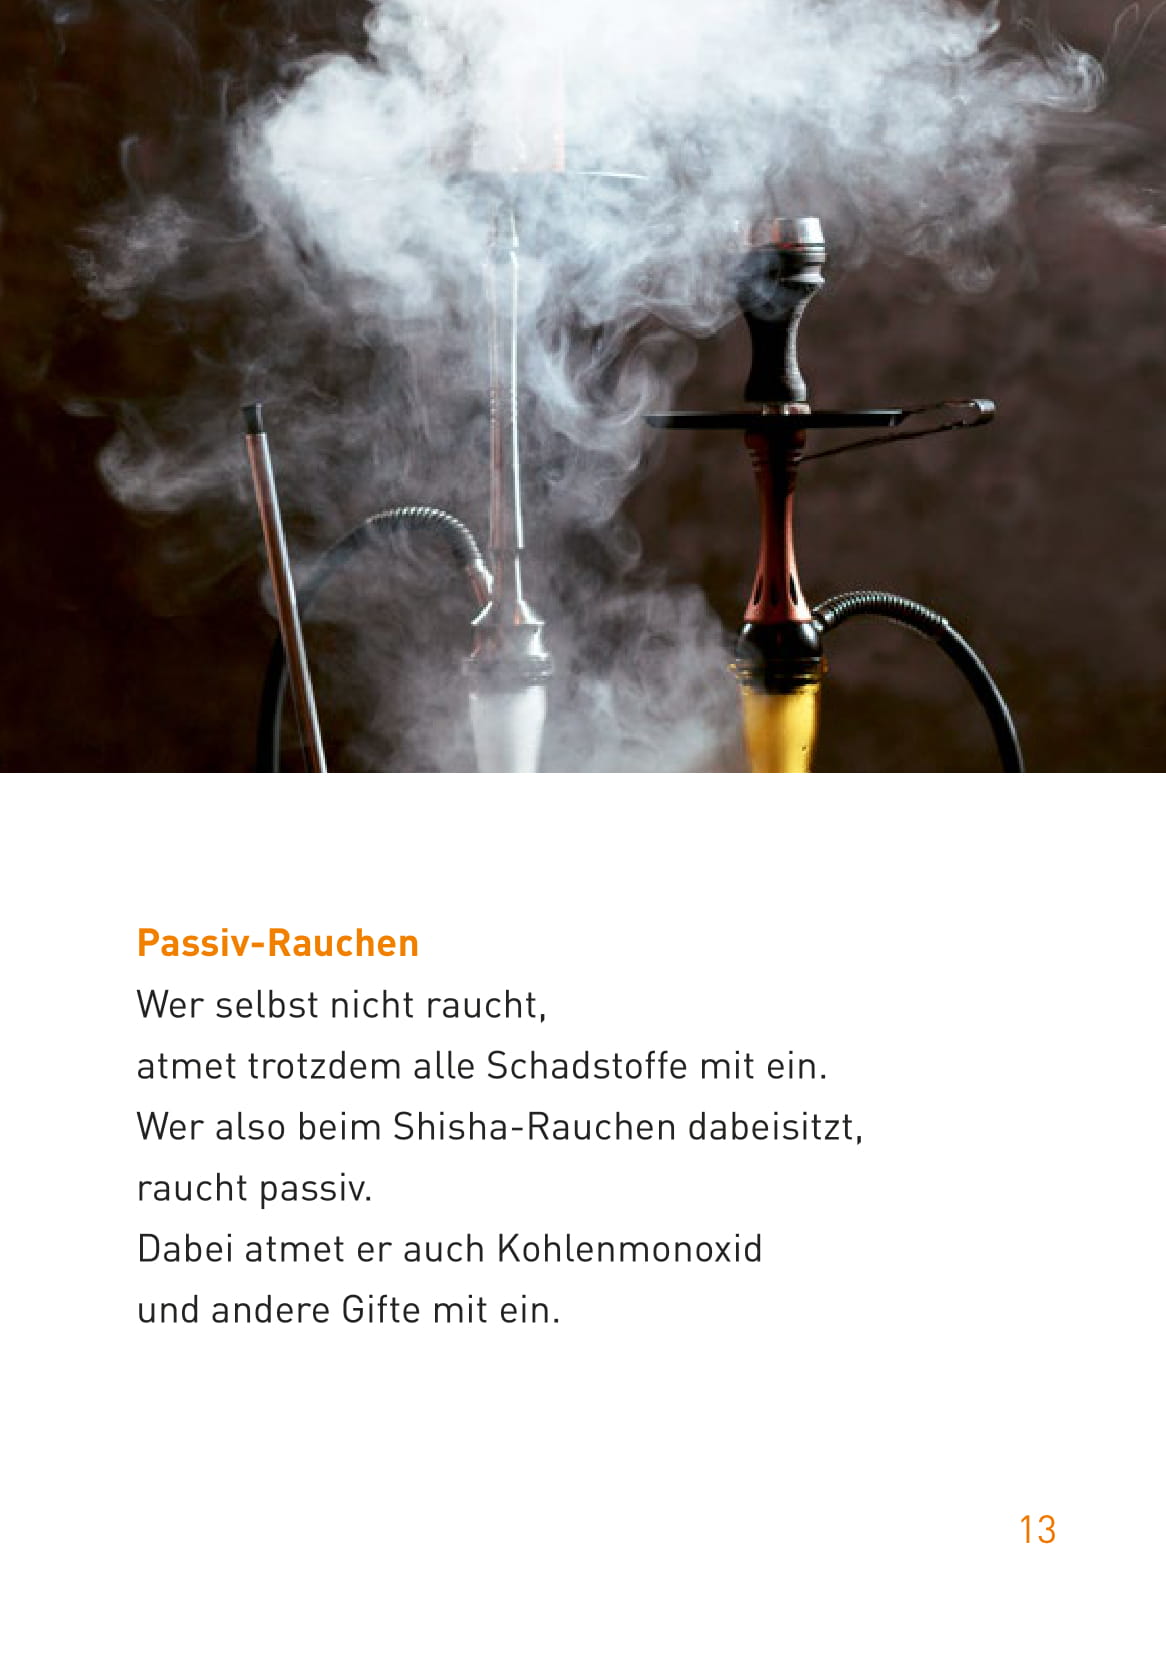 Passiv-Rauchen
Wer selbst nicht raucht,
atmet trotzdem alle Schadstoffe mit ein.
Wer also beim Shisha-Rauchen dabeisitzt,
raucht passiv.
Dabei atmet er auch Kohlenmonoxid
und andere Gifte mit ein.
13